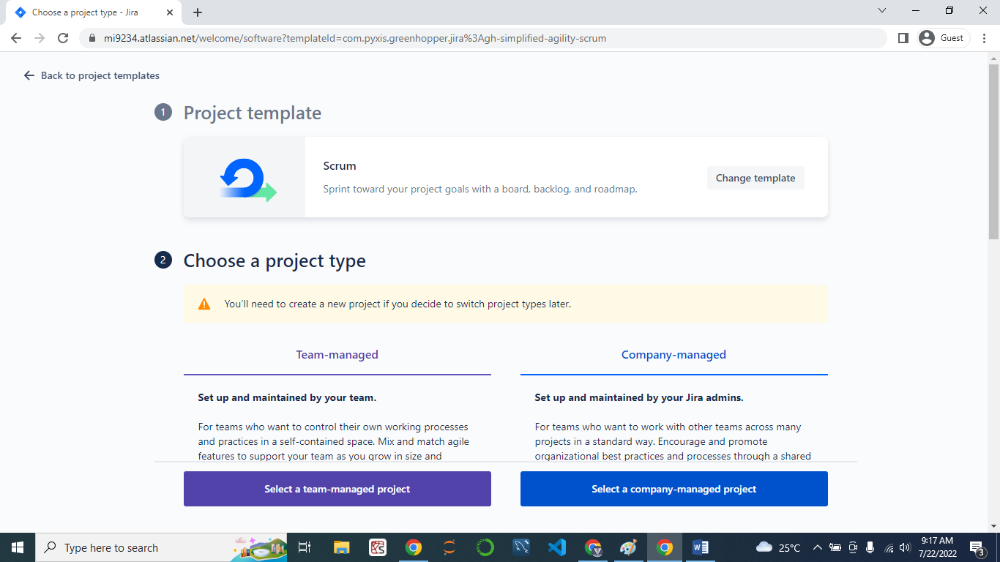 Choose a project type - Jira
mi9234.atlassian.net/welcome/software?templateId=com.pyxis.greenhopper.jira%3Agh-simplified-agility-scrum
Guest
Back to project templates
1 Project template
Scrum
Sprint toward your project goals with a board, backlog, and roadmap.
Change template
2 Choose a project type
You'll need to create a new project if you decide to switch project types later.
Team-managed
Set up and maintained by your team.
For teams who want to control their own working processes
and practices in a self-contained space. Mix and match agile
features to support your team as you grow in size and
Select a team-managed project
Company-managed
Set up and maintained by your Jira admins.
For teams who want to work with other teams across many
projects in a standard way. Encourage and promote
organizational best practices and processes through a shared
Select a company-managed project
Type here to search
25°C
9:17 AM
7/22/2022
3